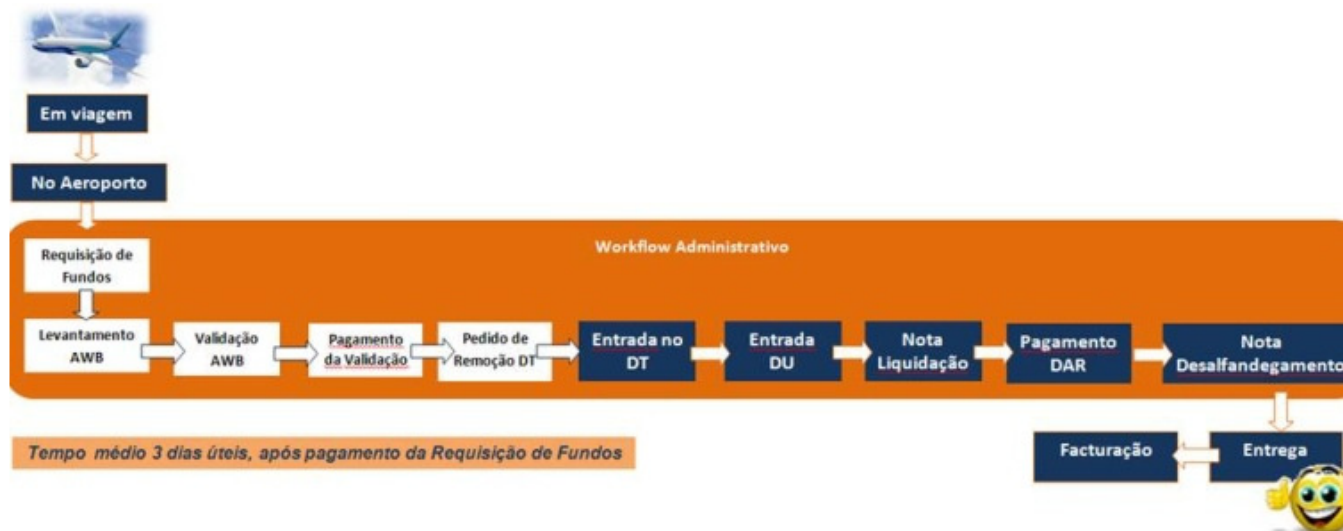 Em viagem
No Aeroporto
Workflow Administrativo
Requisição de
Fundos
Levantamento
AWB
Validação
AWB
Pagamento
da Validação
Pedido de
Remoção DT
Entrada no
DT
Entrada
DU
Nota
Liquidação
Pagamento
DAR
Nota
Desalfandegamento
Tempo médio 3 dias úteis, após pagamento da Requisição de Fundos
Facturação
Entrega